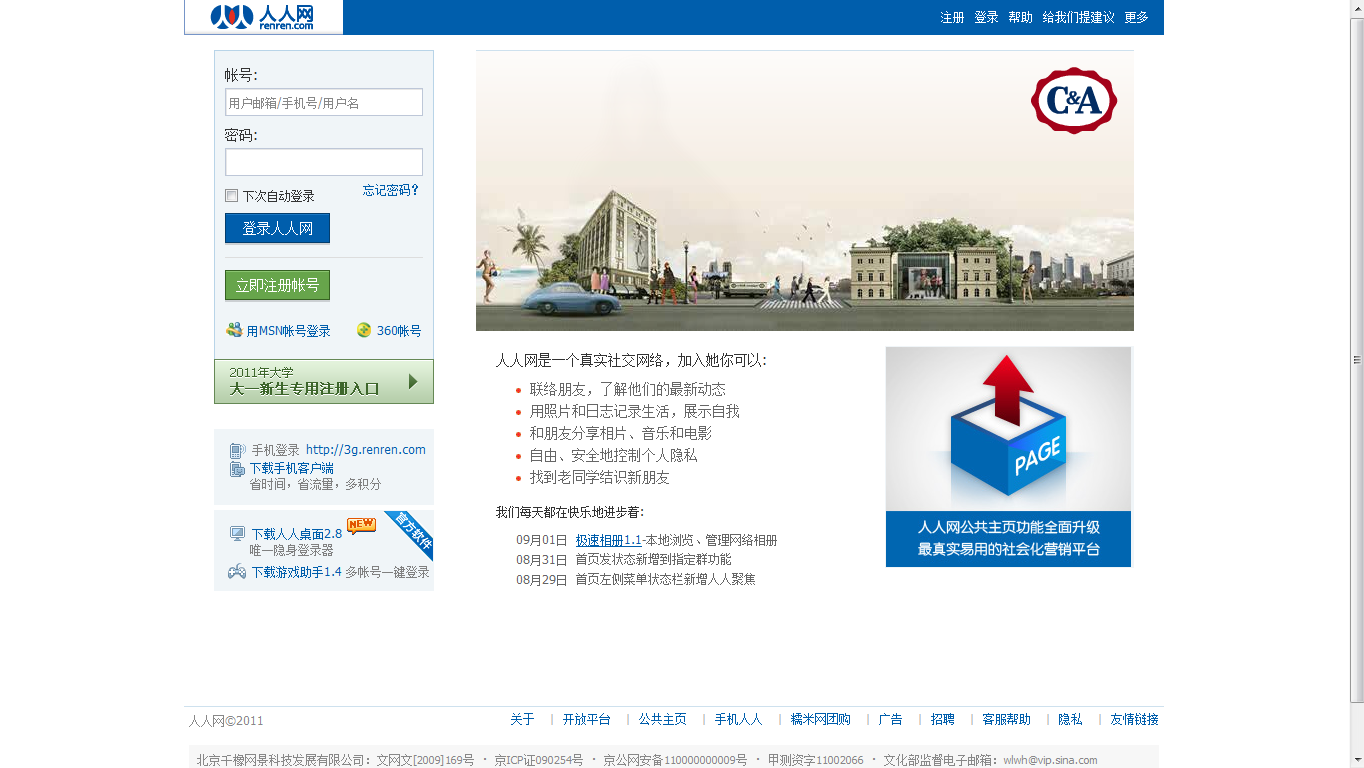 人人网
renren.com
注册 登录 帮助 给我们提建议 更多
帐号:
用户邮箱/手机号/用户名
密码:
下次自动登录 忘记密码?
登录人人网
立即注册帐号
用MSN帐号登录 360帐号
2011年大学
大一新生专用注册入口
手机登录 http://3g.renren.com
下载手机客户端
省时间，省流量，多积分
下载人人桌面2.8 NEW
官方软件
唯一隐身登录器
下载游戏助手1.4 多帐号一键登录
C&A
人人网是一个真实社交网络，加入她你可以:
联络朋友，了解他们的最新动态
用照片和日志记录生活，展示自我
和朋友分享相片、音乐和电影
自由、安全地控制个人隐私
找到老同学结识新朋友
我们每天都在快乐地进步着:
09月01日 极速相册1.1-本地浏览、管理网络相册
08月31日 首页发状态新增到指定群功能
08月29日 首页左侧菜单状态栏新增人人聚焦
PAGE
人人网公共主页功能全面升级
最真实易用的社会化营销平台
人人网©2011
关于 | 开放平台 | 公共主页 | 手机人人 | 糯米网团购 | 广告 | 招聘 | 客服帮助 | 隐私 | 友情链接
北京千橡网景科技发展有限公司：文网文[2009]169号 · 京ICP证090254号 · 京公网安备110000000009号 · 甲测资字11002066 · 文化部监督电子邮箱：wlwh@vip.sina.com